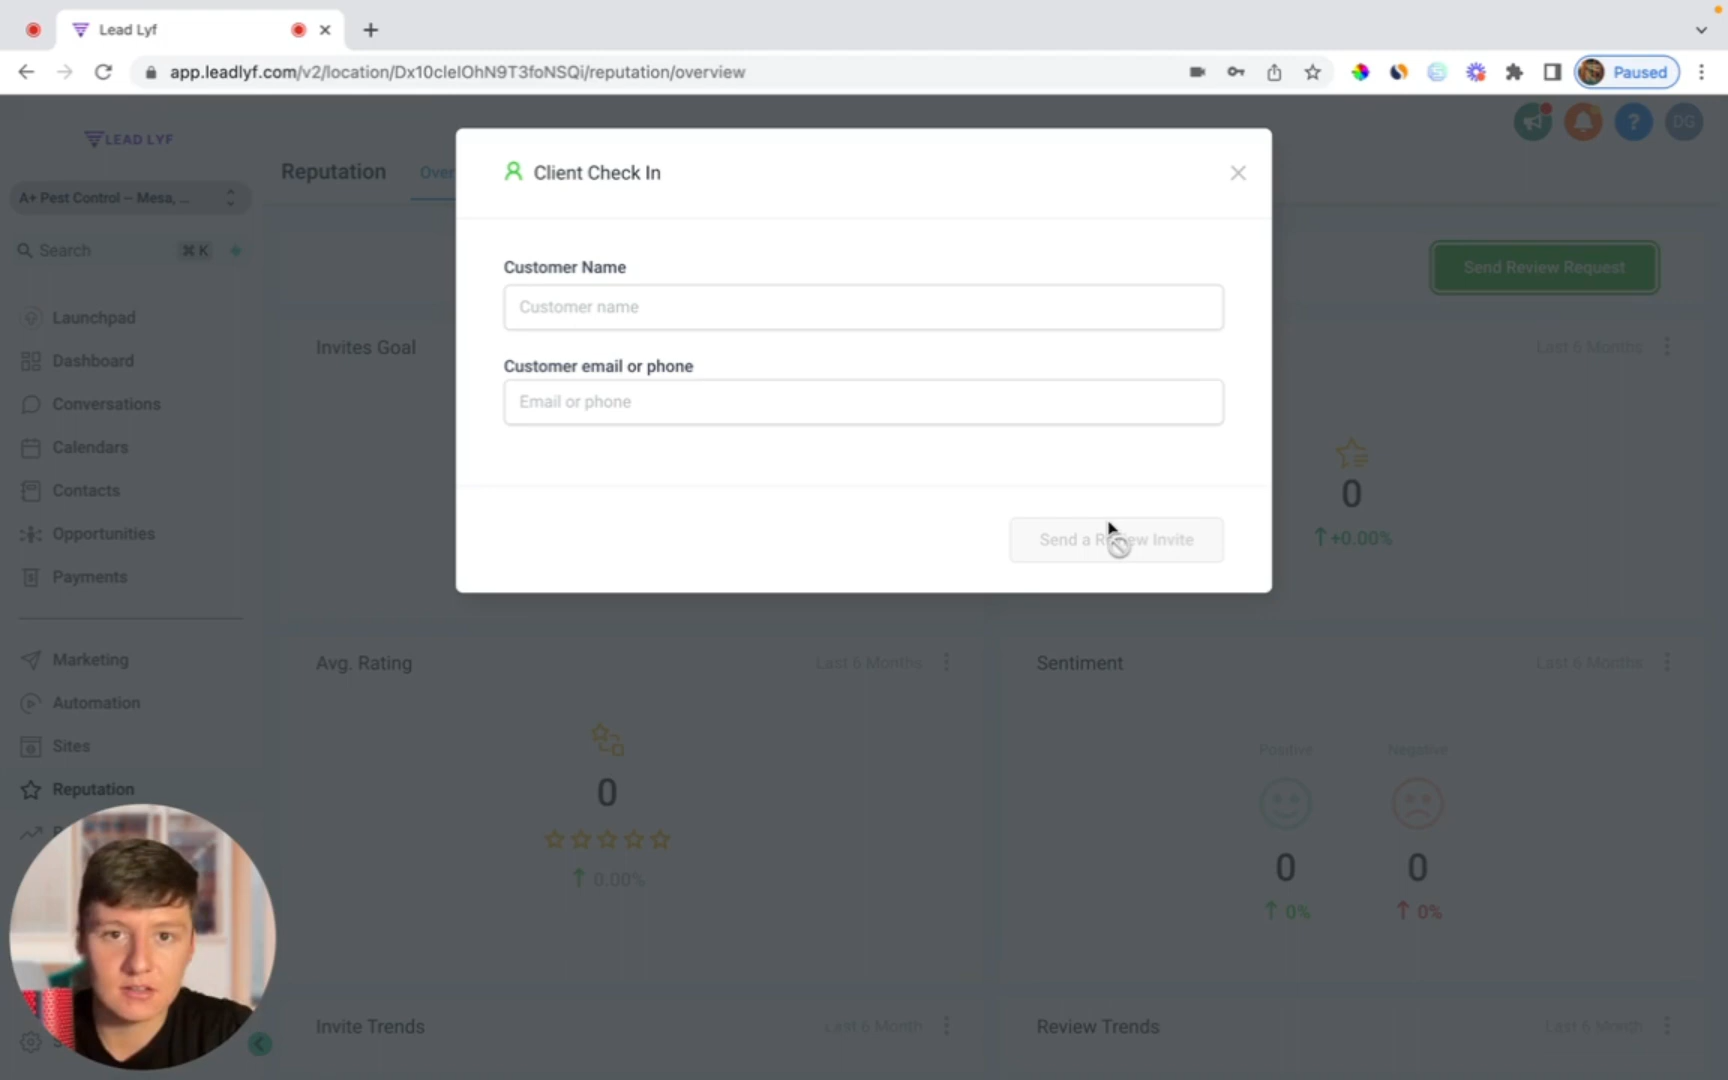 Lead Lyf
app.leadlyf.com/v2/location/Dx10cleIOhN9T3foNSQi/reputation/overview
Paused
LEAD LYF
DG
A+ Pest Control – Mesa, ...
Search
⌘ K
Launchpad
Dashboard
Conversations
Calendars
Contacts
Opportunities
Payments
Marketing
Automation
Sites
Reputation
Reputation
Over
Send Review Request
Client Check In
Customer Name
Customer name
Customer email or phone
Email or phone
Send a Review Invite
Invites Goal
Last 6 Months
0
+0.00%
Avg. Rating
Last 6 Months
0
0.00%
Sentiment
Last 6 Months
Positive
Negative
0
0
0%
0%
Invite Trends
Last 6 Month
Review Trends
Last 6 Month